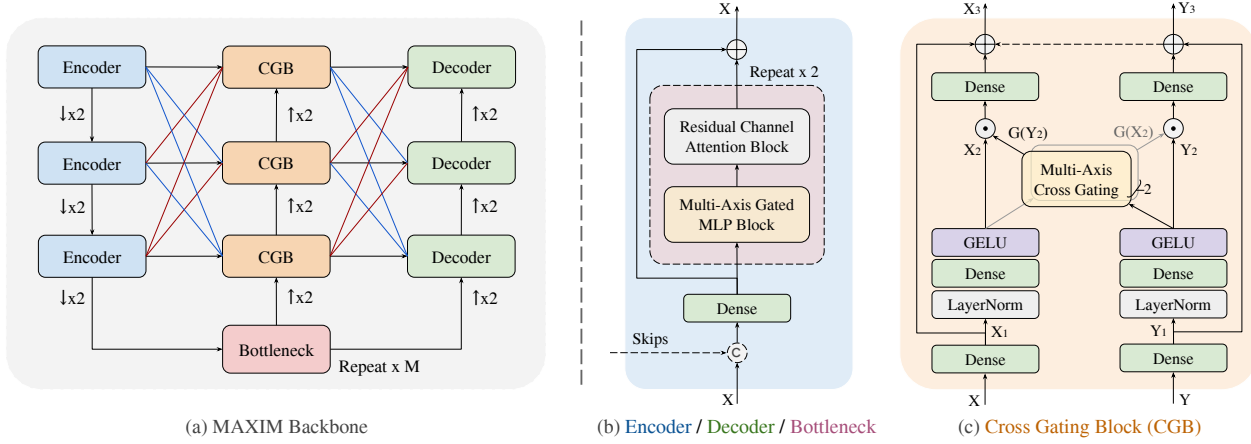 Encoder
CGB
Decoder
↓x2
↑x2
↑x2
Encoder
CGB
Decoder
↓x2
↑x2
↑x2
Encoder
CGB
Decoder
↓x2
↑x2
↑x2
Bottleneck
Repeat x M
(a) MAXIM Backbone
X
Repeat x 2
Residual Channel
Attention Block
Multi-Axis Gated
MLP Block
Dense
Skips
C
X
(b) Encoder / Decoder / Bottleneck
X3
Y3
Dense
Dense
G(Y2)
G(X2)
X2
Y2
Multi-Axis
Cross Gating
2
GELU
GELU
Dense
Dense
LayerNorm
LayerNorm
X1
Y1
Dense
Dense
X
Y
(c) Cross Gating Block (CGB)